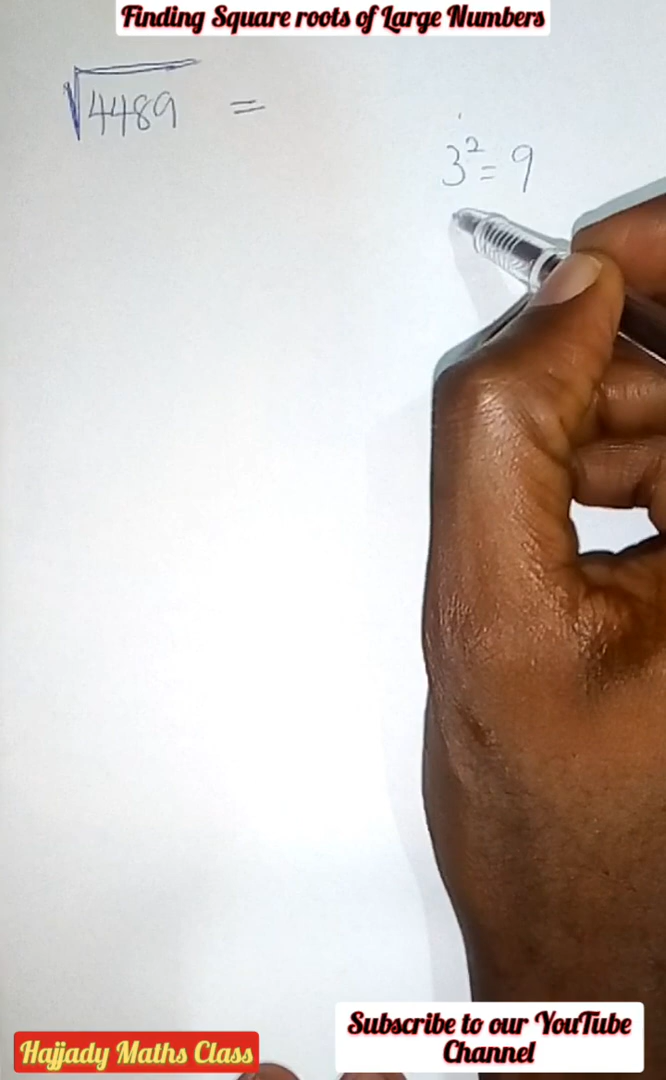 Finding Square roots of Large Numbers
√4489 =
3² = 9
Subscribe to our YouTube
Channel
Hajjady Maths Class